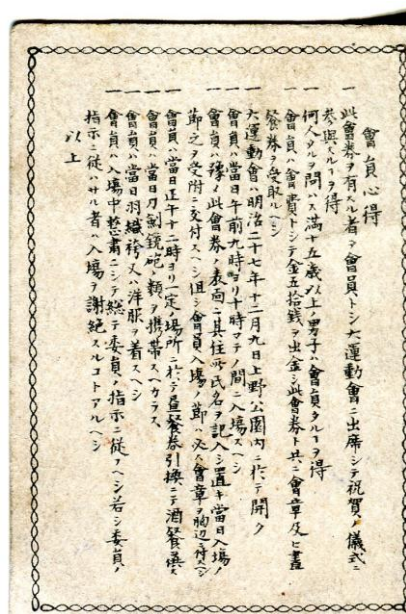 會員心得
一 此會券ヲ有スル者ヲ會員トシ大運動會ニ出席シテ祝賀ノ儀式ニ
參與スルヿヲ得
一 何人タルヲ問ハス滿十五歳以上ノ男子ハ會員タルヿヲ得
一 會員ハ會費トシテ金五拾錢ヲ出金シ此會券ト共ニ會章及ヒ晝
餐券ヲ受取ルヘシ
一 大運動會ハ明治二十七年十二月九日上野公園內ニ於テ開ク
一 會員ハ當日午前九時ヨリ十時マテノ間ニ入場スヘシ
一 會員ハ豫メ此會券ノ表面ニ其住所氏名ヲ記入シ置キ當日入場ノ
節之ヲ受附ニ交付スヘシ但シ會員入場ノ節ハ必ス會章ヲ胸辺ニ付スヘシ
一 會員ハ當日正午十二時ヨリ一定ノ場所ニ於テ晝餐券引換ニテ酒餐ヲ
一 會員ハ當日刀劍銃砲ノ類ヲ携帶スヘカラス
一 會員ハ當日羽織袴又ハ洋服ヲ着スヘシ
一 會員ハ入場中整肅ニシテ總テ委員ノ指示ニ從フヘシ若シ委員ノ
指示ニ從ハサル者ハ入場ヲ謝絶スルコトアルヘシ
以上